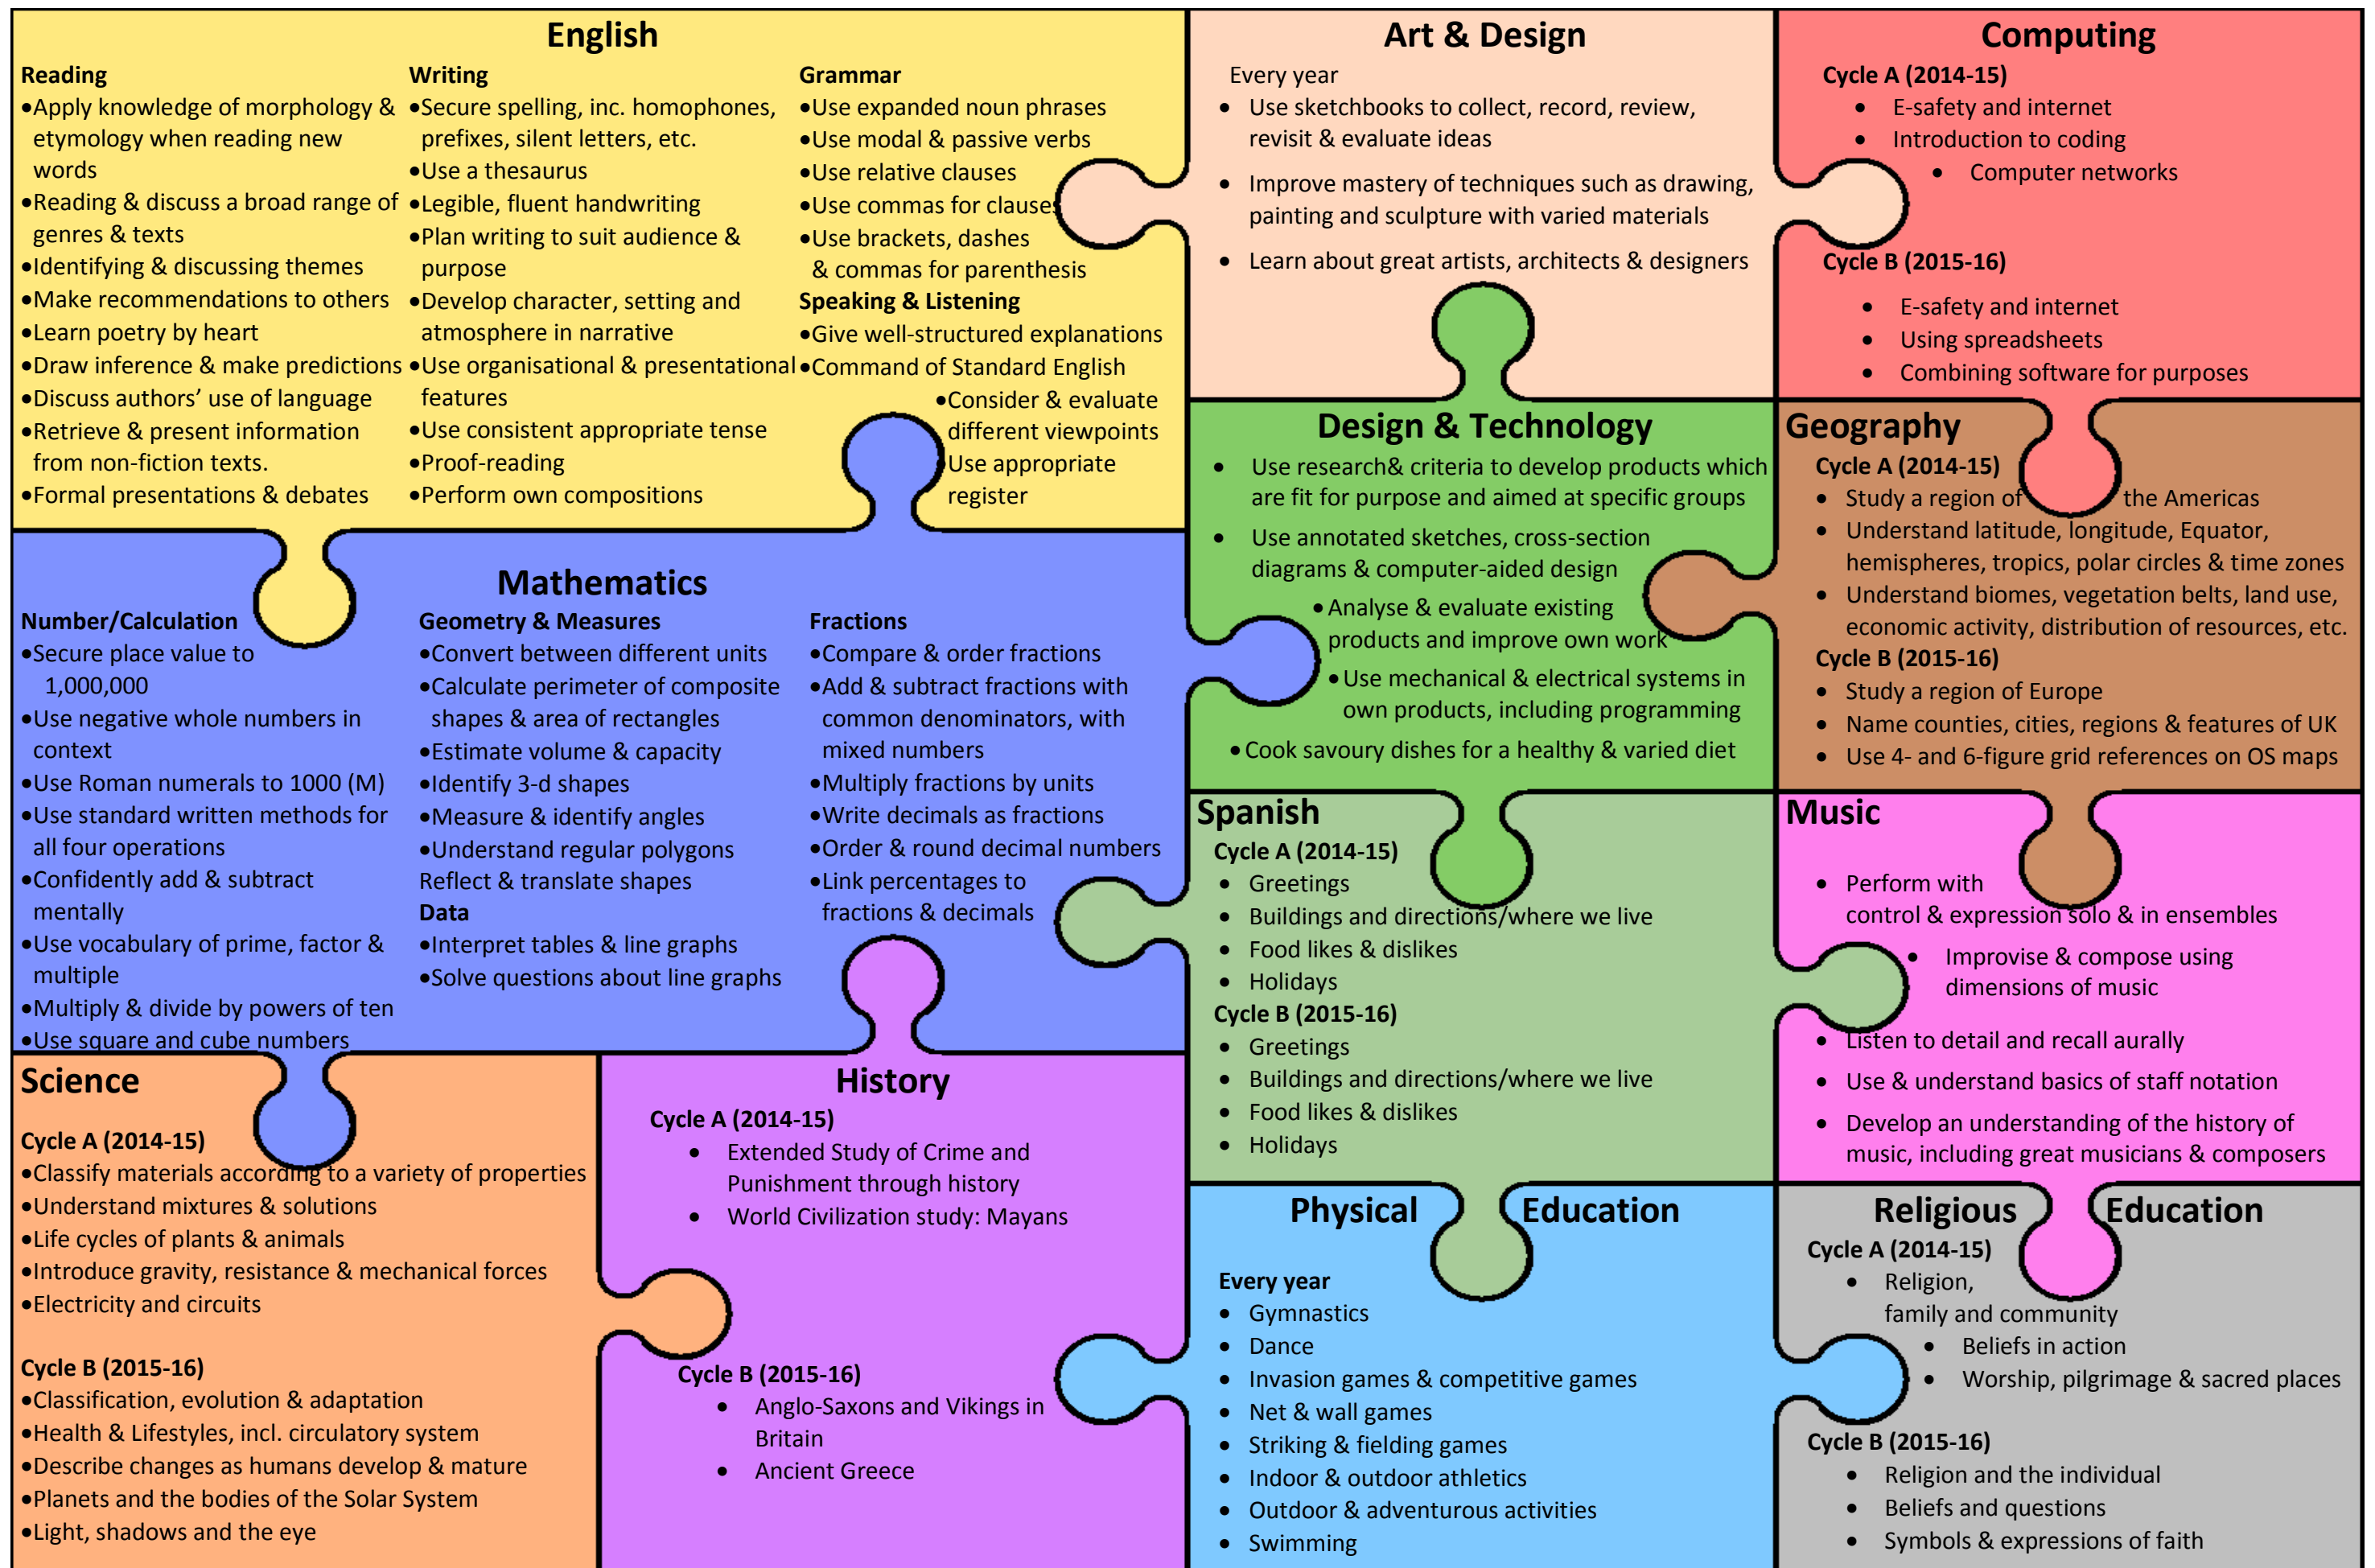 English
Reading
•Apply knowledge of morphology &
etymology when reading new
words
•Reading & discuss a broad range of
genres & texts
•Identifying & discussing themes
•Make recommendations to others
•Learn poetry by heart
•Draw inference & make predictions
•Discuss authors’ use of language
•Retrieve & present information
from non-fiction texts.
•Formal presentations & debates
Writing
•Secure spelling, inc. homophones,
prefixes, silent letters, etc.
•Use a thesaurus
•Legible, fluent handwriting
•Plan writing to suit audience &
purpose
•Develop character, setting and
atmosphere in narrative
•Use organisational & presentational
features
•Use consistent appropriate tense
•Proof-reading
•Perform own compositions
Grammar
•Use expanded noun phrases
•Use modal & passive verbs
•Use relative clauses
•Use commas for clauses
•Use brackets, dashes
& commas for parenthesis
Speaking & Listening
•Give well-structured explanations
•Command of Standard English
•Consider & evaluate
different viewpoints
•Use appropriate
register
Art & Design
Every year
• Use sketchbooks to collect, record, review,
revisit & evaluate ideas
• Improve mastery of techniques such as drawing,
painting and sculpture with varied materials
• Learn about great artists, architects & designers
Computing
Cycle A (2014-15)
• E-safety and internet
• Introduction to coding
• Computer networks
Cycle B (2015-16)
• E-safety and internet
• Using spreadsheets
• Combining software for purposes
Mathematics
Number/Calculation
•Secure place value to
1,000,000
•Use negative whole numbers in
context
•Use Roman numerals to 1000 (M)
•Use standard written methods for
all four operations
•Confidently add & subtract
mentally
•Use vocabulary of prime, factor &
multiple
•Multiply & divide by powers of ten
•Use square and cube numbers
Geometry & Measures
•Convert between different units
•Calculate perimeter of composite
shapes & area of rectangles
•Estimate volume & capacity
•Identify 3-d shapes
•Measure & identify angles
•Understand regular polygons
Reflect & translate shapes
Data
•Interpret tables & line graphs
•Solve questions about line graphs
Fractions
•Compare & order fractions
•Add & subtract fractions with
common denominators, with
mixed numbers
•Multiply fractions by units
•Write decimals as fractions
•Order & round decimal numbers
•Link percentages to
fractions & decimals
Design & Technology
• Use research& criteria to develop products which
are fit for purpose and aimed at specific groups
• Use annotated sketches, cross-section
diagrams & computer-aided design
•Analyse & evaluate existing
products and improve own work
•Use mechanical & electrical systems in
own products, including programming
•Cook savoury dishes for a healthy & varied diet
Geography
Cycle A (2014-15)
• Study a region of the Americas
• Understand latitude, longitude, Equator,
hemispheres, tropics, polar circles & time zones
• Understand biomes, vegetation belts, land use,
economic activity, distribution of resources, etc.
Cycle B (2015-16)
• Study a region of Europe
• Name counties, cities, regions & features of UK
• Use 4- and 6-figure grid references on OS maps
Spanish
Cycle A (2014-15)
• Greetings
• Buildings and directions/where we live
• Food likes & dislikes
• Holidays
Cycle B (2015-16)
• Greetings
• Buildings and directions/where we live
• Food likes & dislikes
• Holidays
Music
• Perform with
control & expression solo & in ensembles
• Improvise & compose using
dimensions of music
• Listen to detail and recall aurally
• Use & understand basics of staff notation
• Develop an understanding of the history of
music, including great musicians & composers
Science
Cycle A (2014-15)
•Classify materials according to a variety of properties
•Understand mixtures & solutions
•Life cycles of plants & animals
•Introduce gravity, resistance & mechanical forces
•Electricity and circuits
Cycle B (2015-16)
•Classification, evolution & adaptation
•Health & Lifestyles, incl. circulatory system
•Describe changes as humans develop & mature
•Planets and the bodies of the Solar System
•Light, shadows and the eye
History
Cycle A (2014-15)
• Extended Study of Crime and
Punishment through history
• World Civilization study: Mayans
Cycle B (2015-16)
• Anglo-Saxons and Vikings in
Britain
• Ancient Greece
Physical Education
Every year
• Gymnastics
• Dance
• Invasion games & competitive games
• Net & wall games
• Striking & fielding games
• Indoor & outdoor athletics
• Outdoor & adventurous activities
• Swimming
Religious Education
Cycle A (2014-15)
• Religion,
family and community
• Beliefs in action
• Worship, pilgrimage & sacred places
Cycle B (2015-16)
• Religion and the individual
• Beliefs and questions
• Symbols & expressions of faith